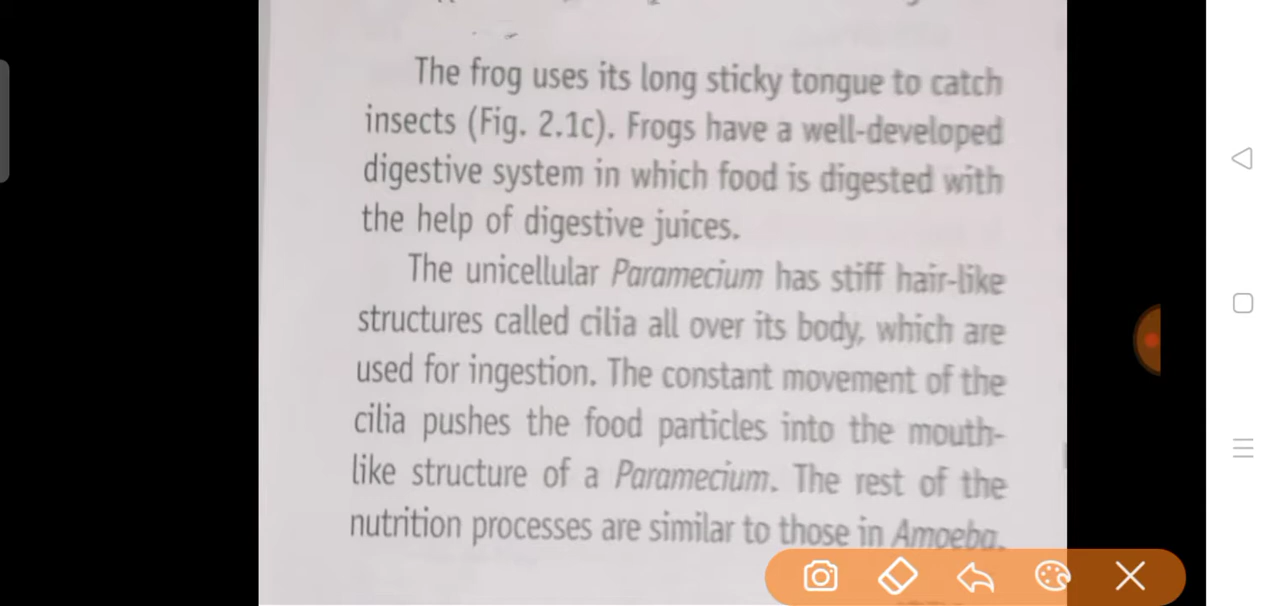 The frog uses its long sticky tongue to catch
insects (Fig. 2.1c). Frogs have a well-developed
digestive system in which food is digested with
the help of digestive juices.
The unicellular Paramecium has stiff hair-like
structures called cilia all over its body, which are
used for ingestion. The constant movement of the
cilia pushes the food particles into the mouth-
like structure of a Paramecium. The rest of the
nutrition processes are similar to those in Amoeba.